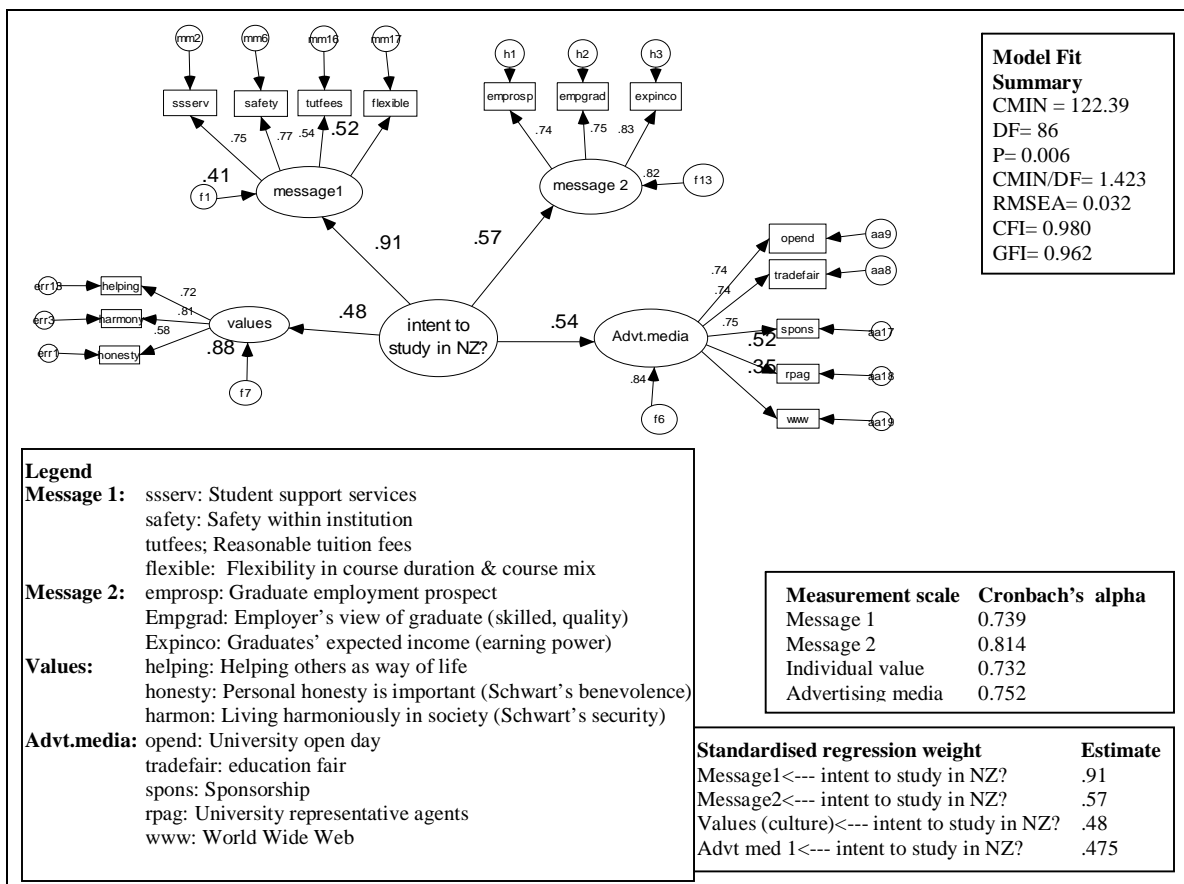 mm2 mm6 mm16 mm17
ssserv safety tutfees flexible
.75 .77 .54 .52
.41
f1
message1
h1 h2 h3
emprosp empgrad expinco
.74 .75 .83
.82
f13
message 2
.91
.57
err13 helping
.72
err3 harmony
.81
err1 honesty
.58
values
.88
f7
.48
intent to
study in NZ?
.54
Advt.media
.84
f6
.74
opend aa9
.74
tradefair aa8
.75
spons aa17
.52
rpag aa18
.35
www aa19
Model Fit
Summary
CMIN = 122.39
DF= 86
P= 0.006
CMIN/DF= 1.423
RMSEA= 0.032
CFI= 0.980
GFI= 0.962
Legend
Message 1: ssserv: Student support services
safety: Safety within institution
tutfees; Reasonable tuition fees
flexible: Flexibility in course duration & course mix
Message 2: emprosp: Graduate employment prospect
Empgrad: Employer's view of graduate (skilled, quality)
Expinco: Graduates' expected income (earning power)
Values: helping: Helping others as way of life
honesty: Personal honesty is important (Schwart's benevolence)
harmon: Living harmoniously in society (Schwart's security)
Advt.media: opend: University open day
tradefair: education fair
spons: Sponsorship
rpag: University representative agents
www: World Wide Web
Measurement scale Cronbach's alpha
Message 1 0.739
Message 2 0.814
Individual value 0.732
Advertising media 0.752
Standardised regression weight Estimate
Message1<--- intent to study in NZ? .91
Message2<--- intent to study in NZ? .57
Values (culture)<--- intent to study in NZ? .48
Advt med 1<--- intent to study in NZ? .475